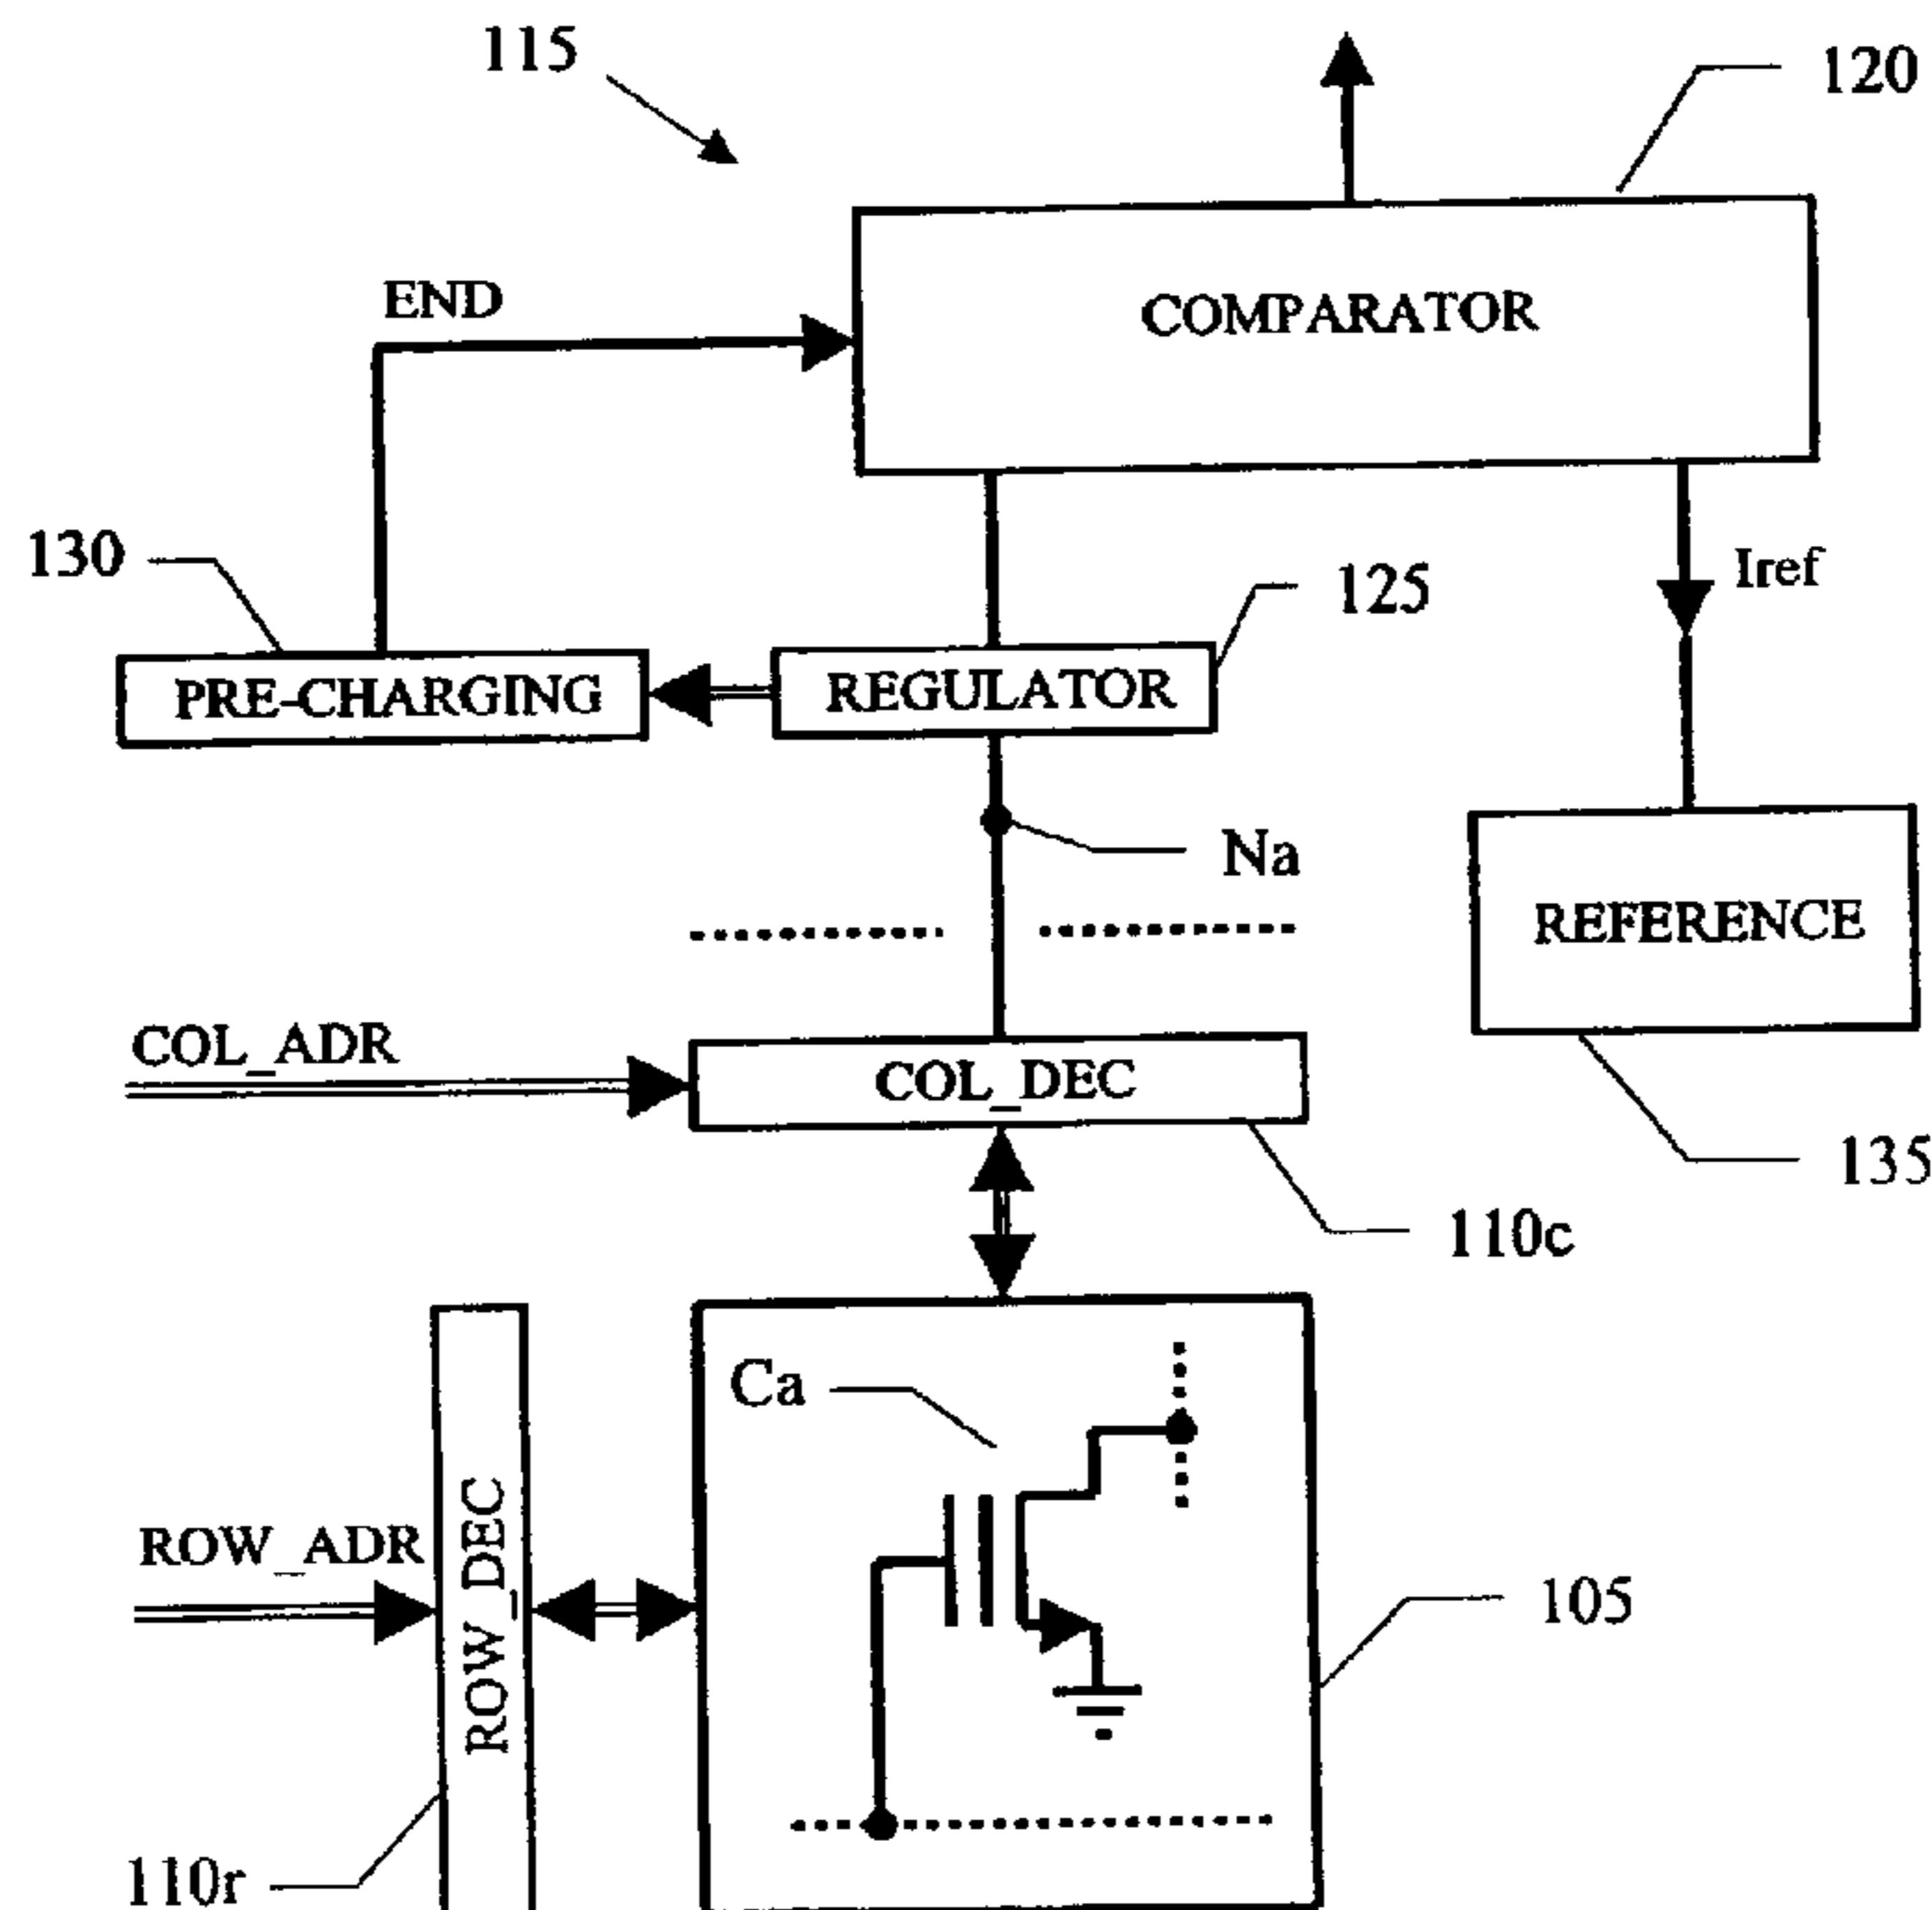 115
120
COMPARATOR
END
130
125
Iref
PRE-CHARGING
REGULATOR
Na
REFERENCE
COL_ADR
COL_DEC
135
110c
Ca
ROW_ADR
ROW_DEC
105
110r